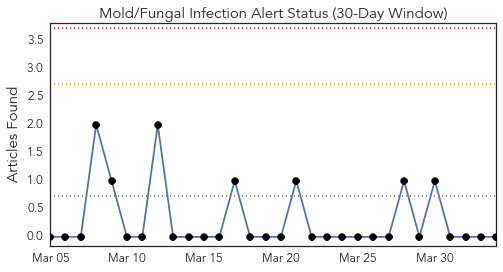 Mold/Fungal Infection Alert Status (30-Day Window)
Articles Found
3.5
3.0
2.5
2.0
1.5
1.0
0.5
0.0
Mar 05 Mar 10 Mar 15 Mar 20 Mar 25 Mar 30